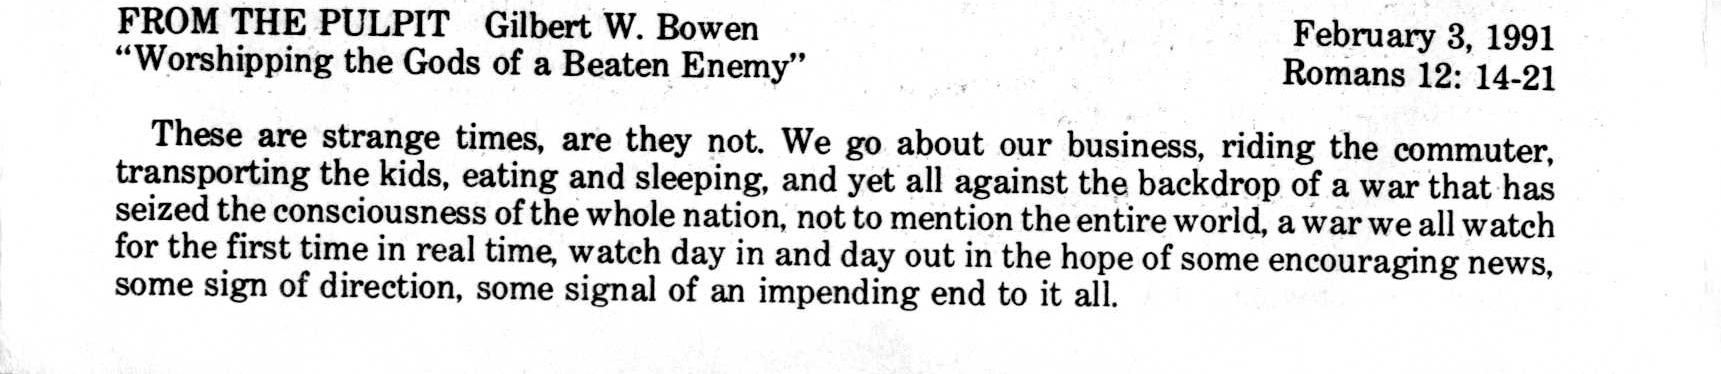 FROM THE PULPIT Gilbert W. Bowen February 3, 1991
“Worshipping the Gods of a Beaten Enemy” Romans 12: 14-21
These are strange times, are they not. We go about our business, riding the commuter,
transporting the kids, eating and sleeping, and yet all against the backdrop of a war that has
seized the consciousness of the whole nation, not to mention the entire world, a war we all watch
for the first time in real time, watch day in and day out in the hope of some encouraging news,
some sign of direction, some signal of an impending end to it all.